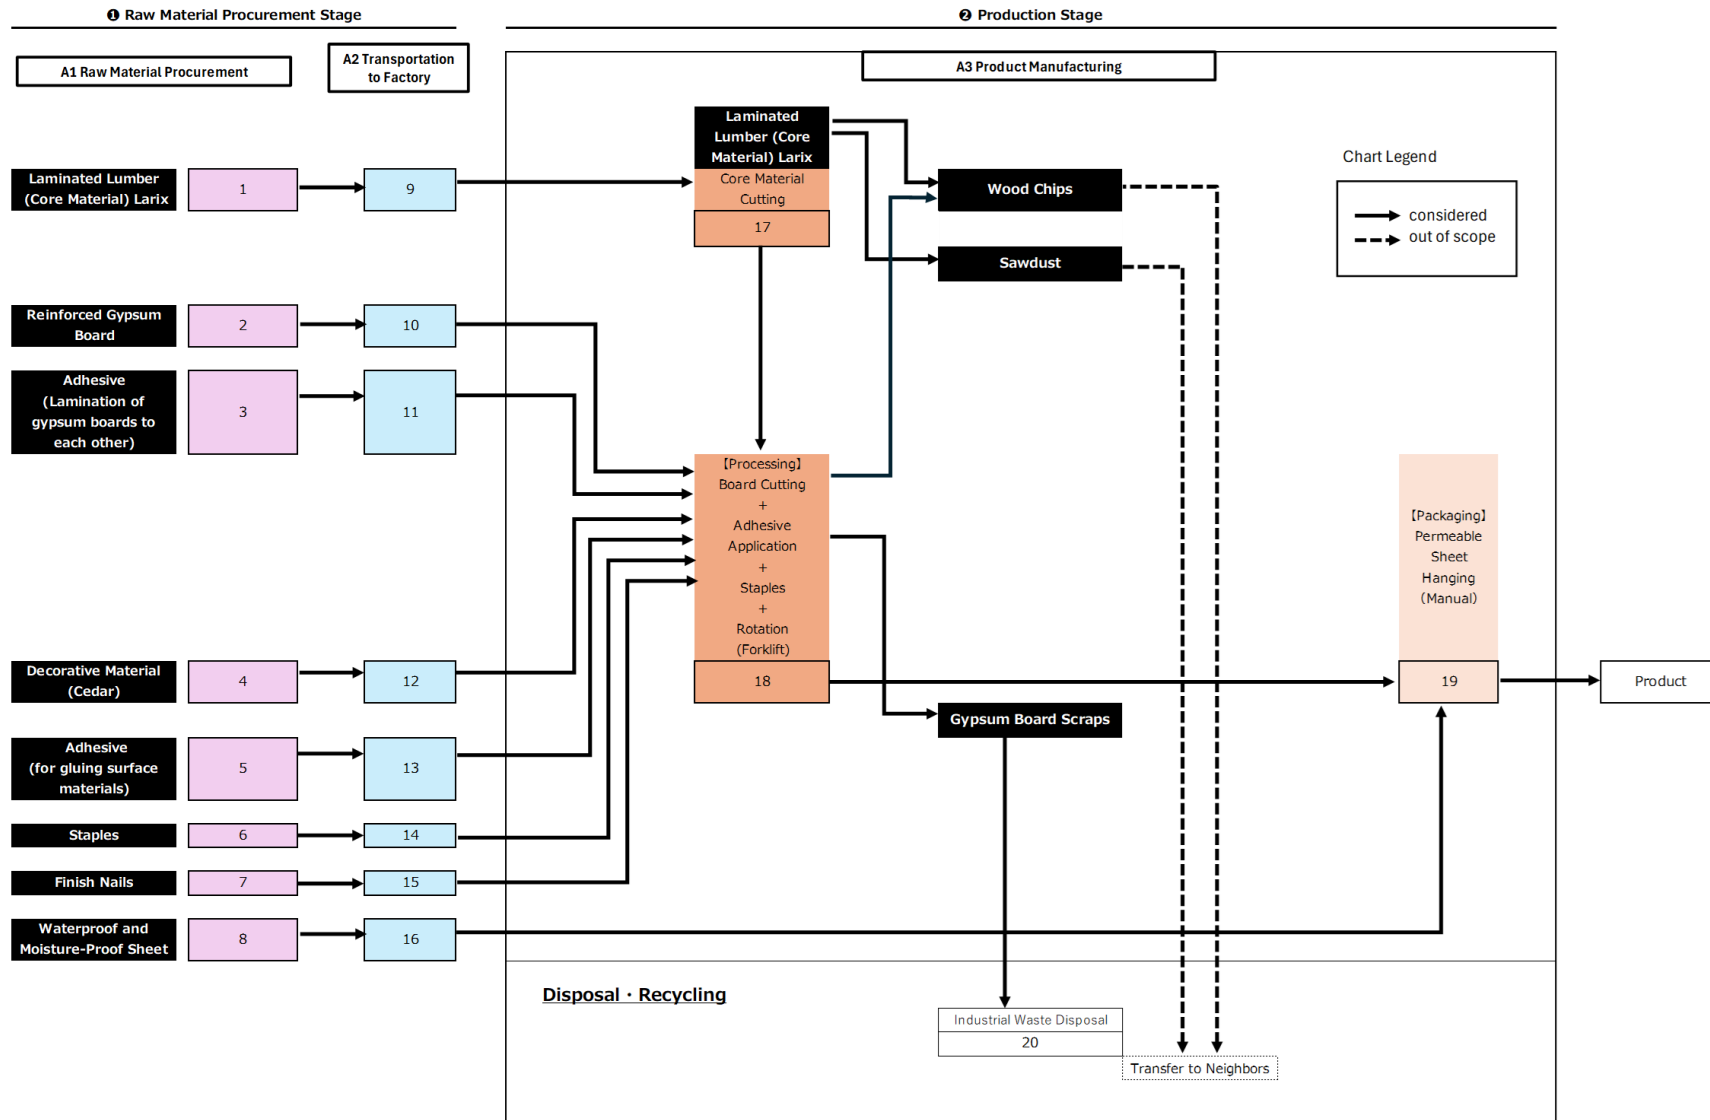 ❶ Raw Material Procurement Stage
❷ Production Stage
A1 Raw Material Procurement
A2 Transportation
to Factory
A3 Product Manufacturing
Laminated Lumber
(Core Material) Larix
1
9
Laminated
Lumber (Core
Material) Larix
Core Material
Cutting
17
Wood Chips
Sawdust
Chart Legend
considered
out of scope
Reinforced Gypsum
Board
2
10
Adhesive
(Lamination of
gypsum boards to
each other)
3
11
【Processing】
Board Cutting
+
Adhesive
Application
+
Staples
+
Rotation
(Forklift)
18
【Packaging】
Permeable
Sheet
Hanging
(Manual)
19
Product
Decorative Material
(Cedar)
4
12
Gypsum Board Scraps
Adhesive
(for gluing surface
materials)
5
13
Staples
6
14
Finish Nails
7
15
Waterproof and
Moisture-Proof Sheet
8
16
Disposal・Recycling
Industrial Waste Disposal
20
Transfer to Neighbors